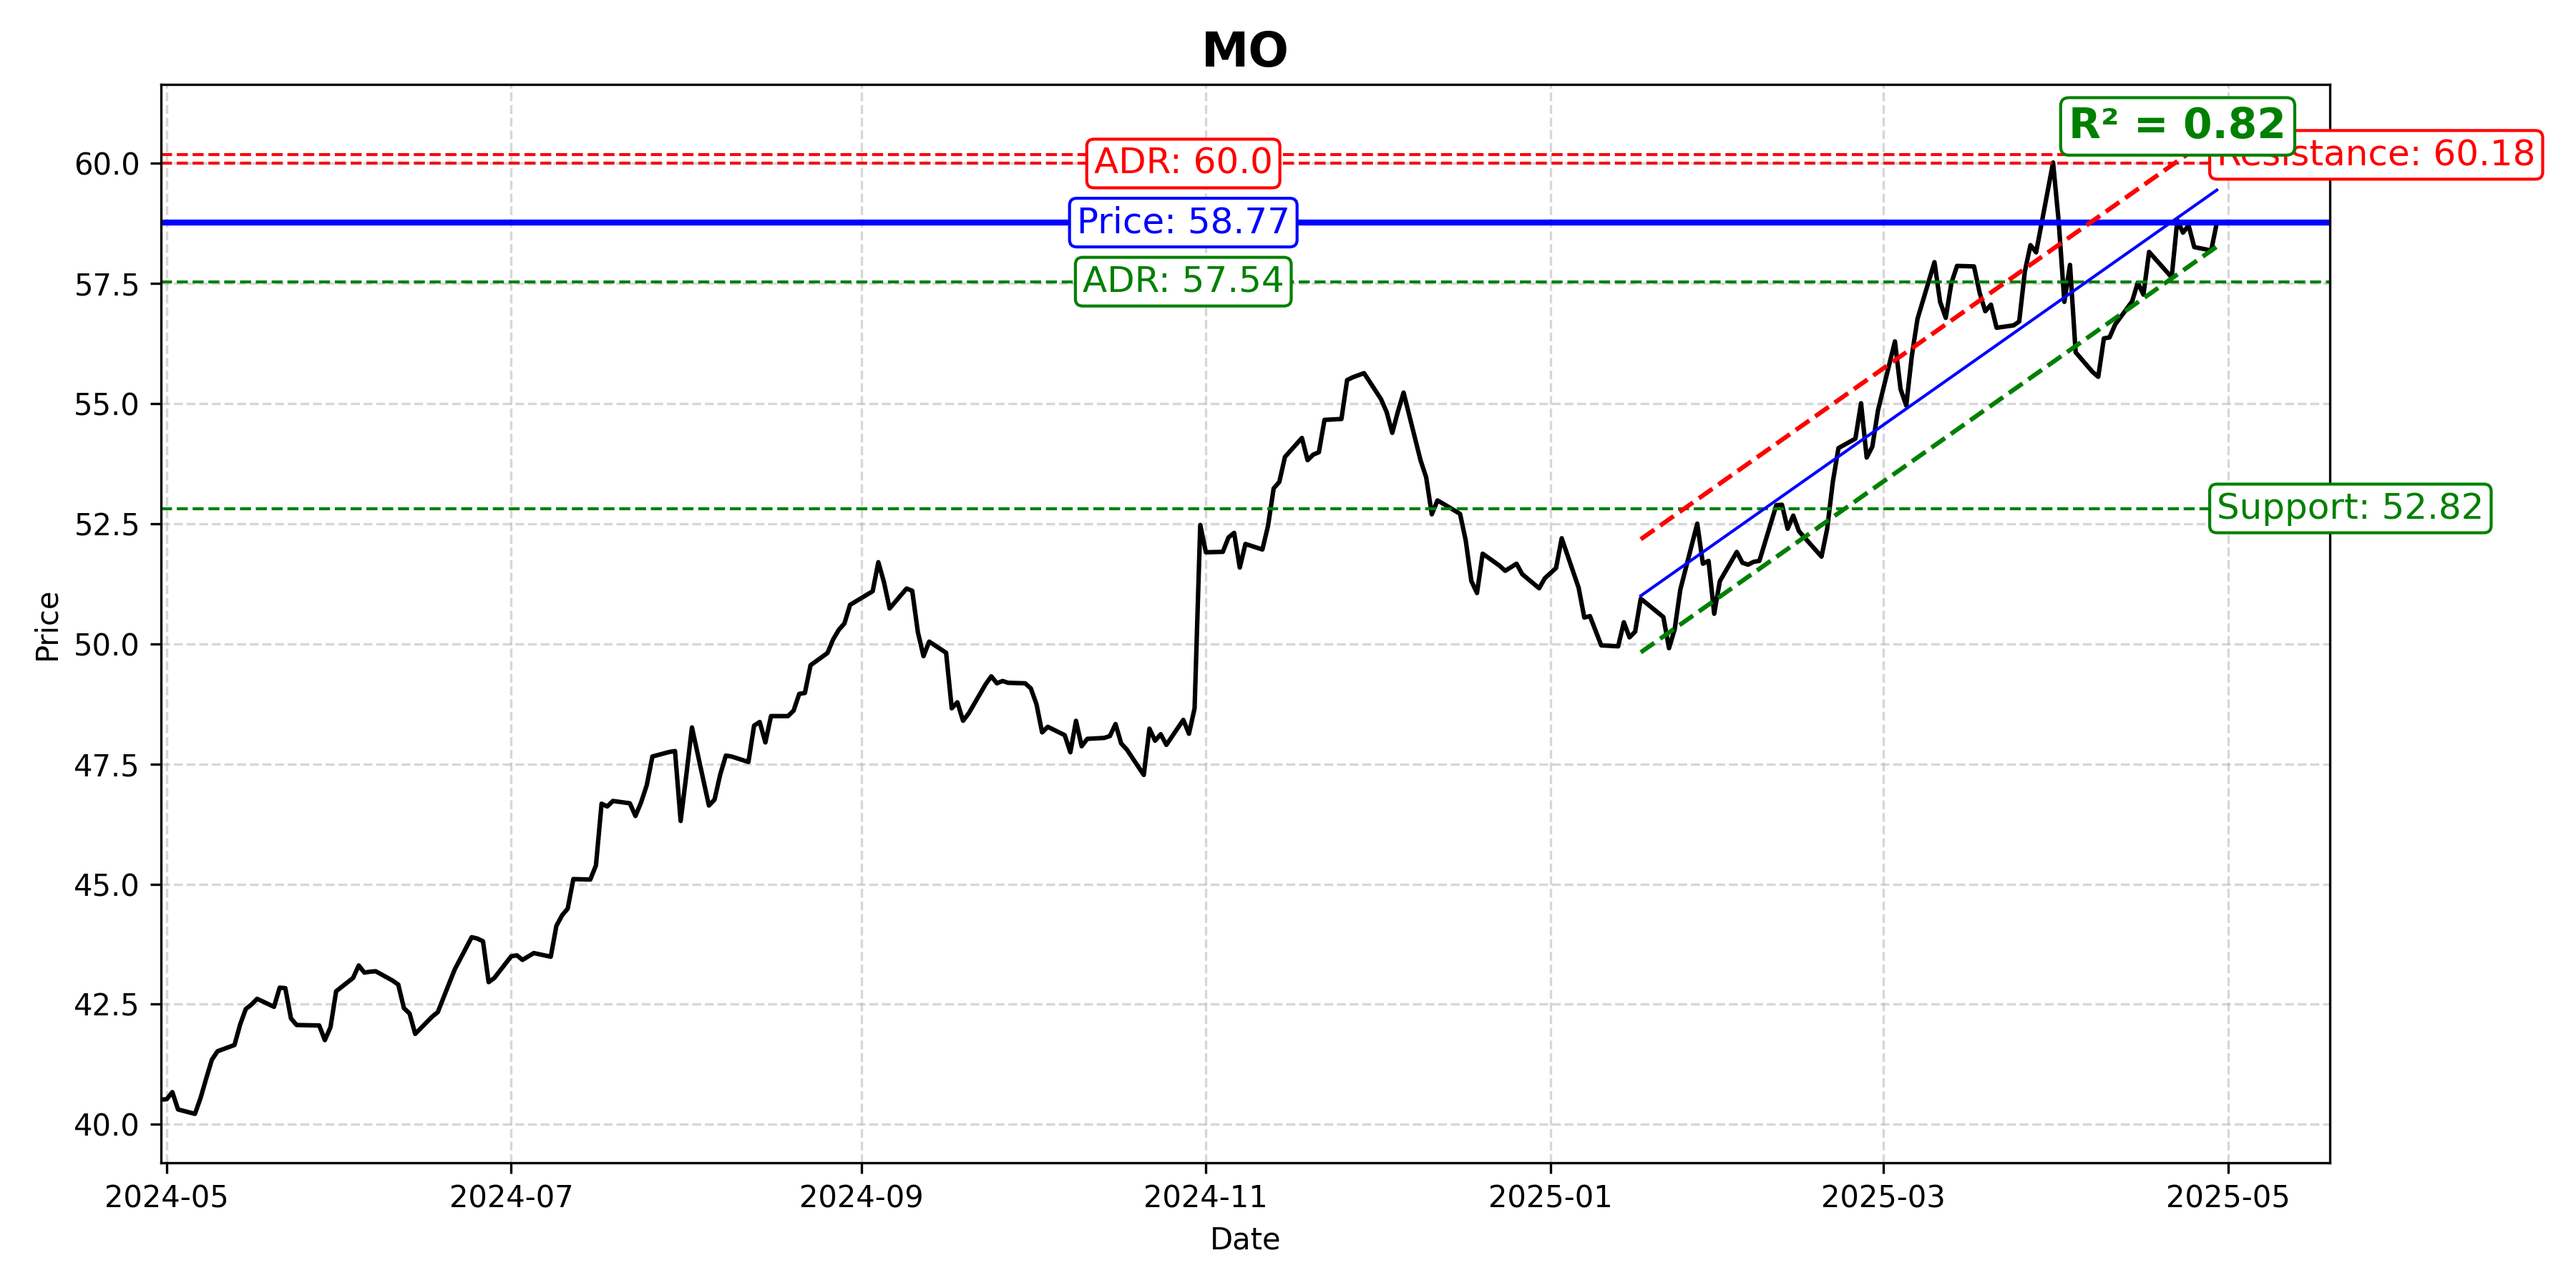 MO
R² = 0.82
Resistance: 60.18
ADR: 60.0
Price: 58.77
ADR: 57.54
Support: 52.82
Price
60.0
57.5
55.0
52.5
50.0
47.5
45.0
42.5
40.0
2024-05
2024-07
2024-09
2024-11
2025-01
2025-03
2025-05
Date